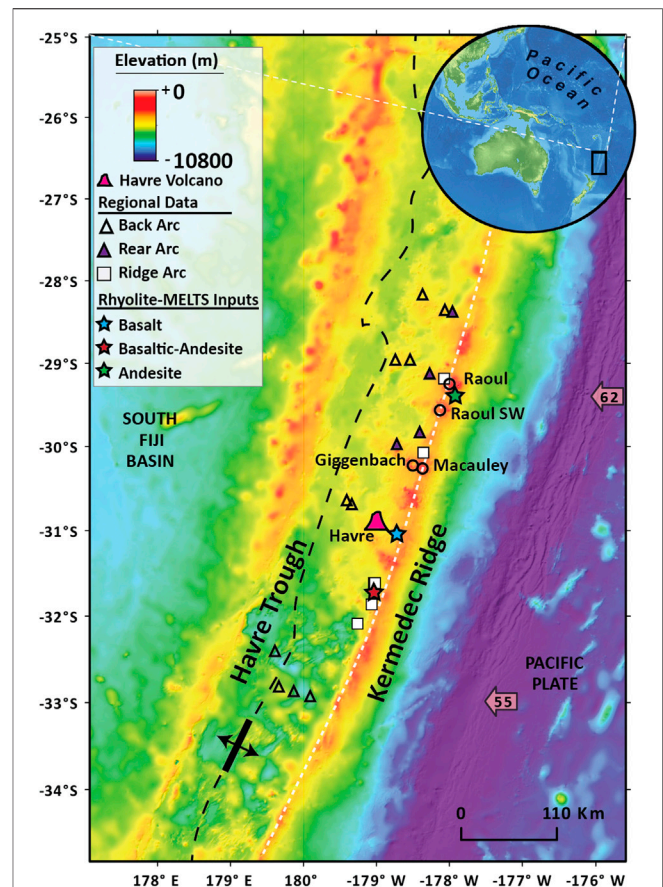 -25°S
-26°S
-27°S
-28°S
-29°S
-30°S
-31°S
-32°S
-33°S
-34°S
Elevation (m)
+0
-10800
Havre Volcano
Regional Data
Back Arc
Rear Arc
Ridge Arc
Rhyolite-MELTS Inputs
Basalt
Basaltic-Andesite
Andesite
Pacific
Ocean
SOUTH
FIJI
BASIN
Raoul
Raoul SW
Giggenbach
Macauley
Havre
Havre Trough
Kermedec Ridge
62
PACIFIC
PLATE
55
0 110 Km
178° E
179° E
180°
-179° W
-178° W
-177° W
-176° W